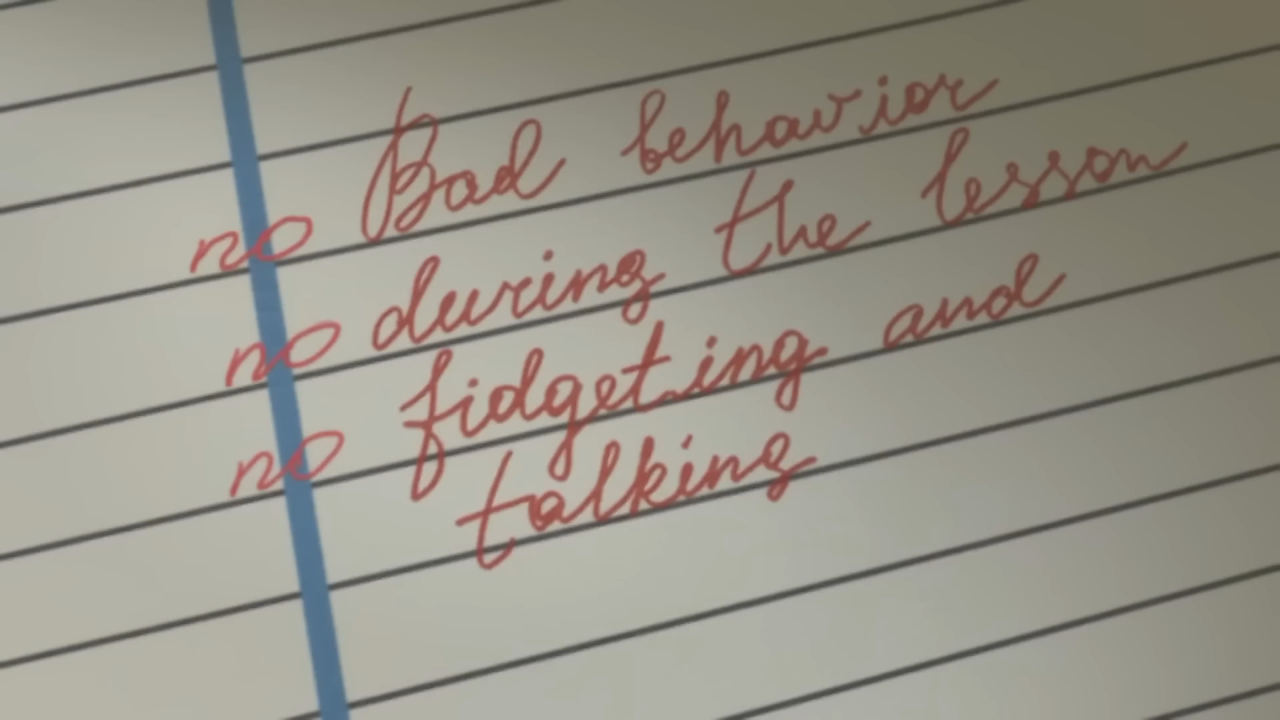 no Bad behavior
no during the lesson
no fidgeting and
talking